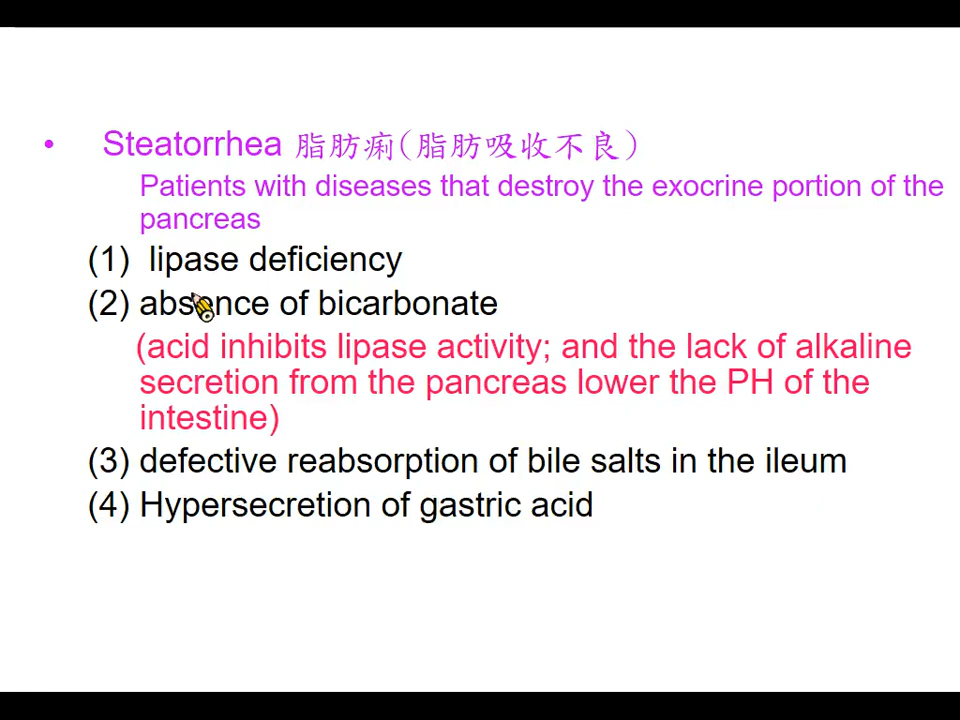 • Steatorrhea 脂肪痢(脂肪吸收不良)
Patients with diseases that destroy the exocrine portion of the
pancreas
(1) lipase deficiency
(2) absence of bicarbonate
(acid inhibits lipase activity; and the lack of alkaline
secretion from the pancreas lower the PH of the
intestine)
(3) defective reabsorption of bile salts in the ileum
(4) Hypersecretion of gastric acid